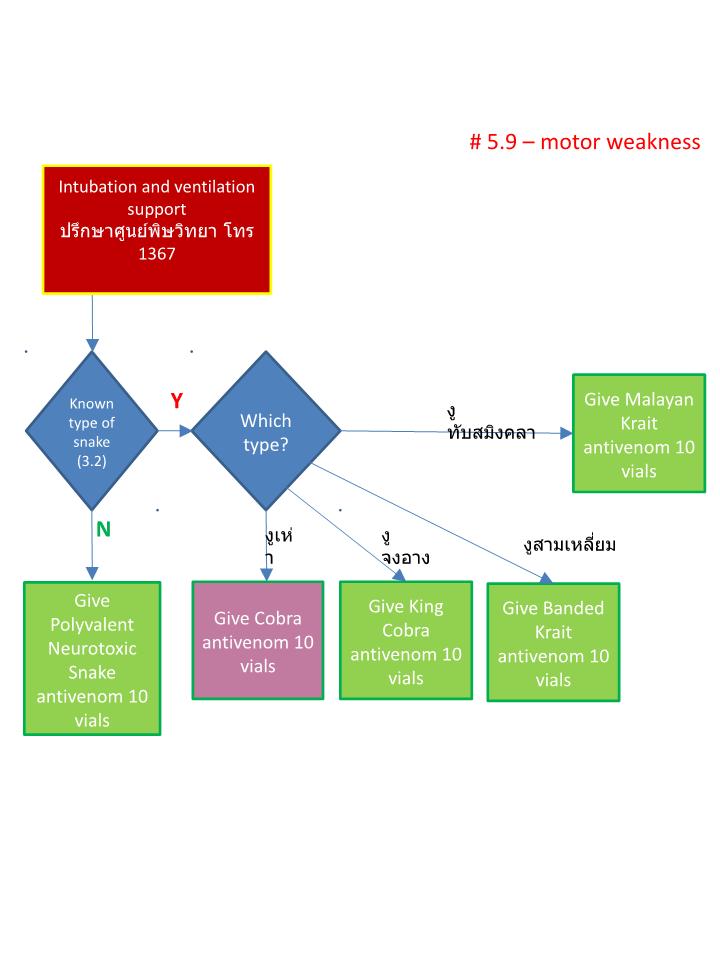 # 5.9 – motor weakness
Intubation and ventilation
support
ปรึกษาศูนย์พิษวิทยา โทร
1367
Known
type of
snake
(3.2)
Y
Which
type?
งู
ทับสมิงคลา
Give Malayan
Krait
antivenom 10
vials
N
งูเห่
า
งู
จงอาง
งูสามเหลี่ยม
Give
Polyvalent
Neurotoxic
Snake
antivenom 10
vials
Give Cobra
antivenom 10
vials
Give King
Cobra
antivenom 10
vials
Give Banded
Krait
antivenom 10
vials